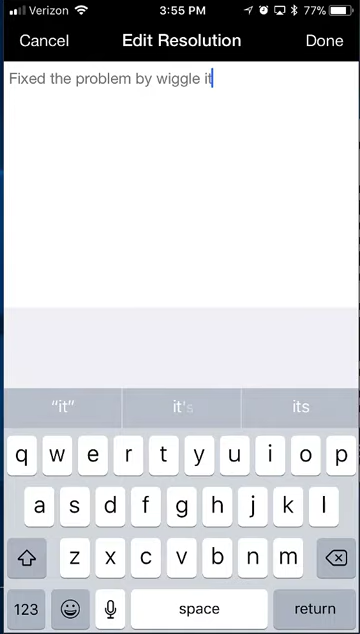 Verizon 3:55 PM 77%
Cancel Edit Resolution Done
Fixed the problem by wiggle it
"it" it's its
q w e r t y u i o p
a s d f g h j k l
z x c v b n m
123 space return